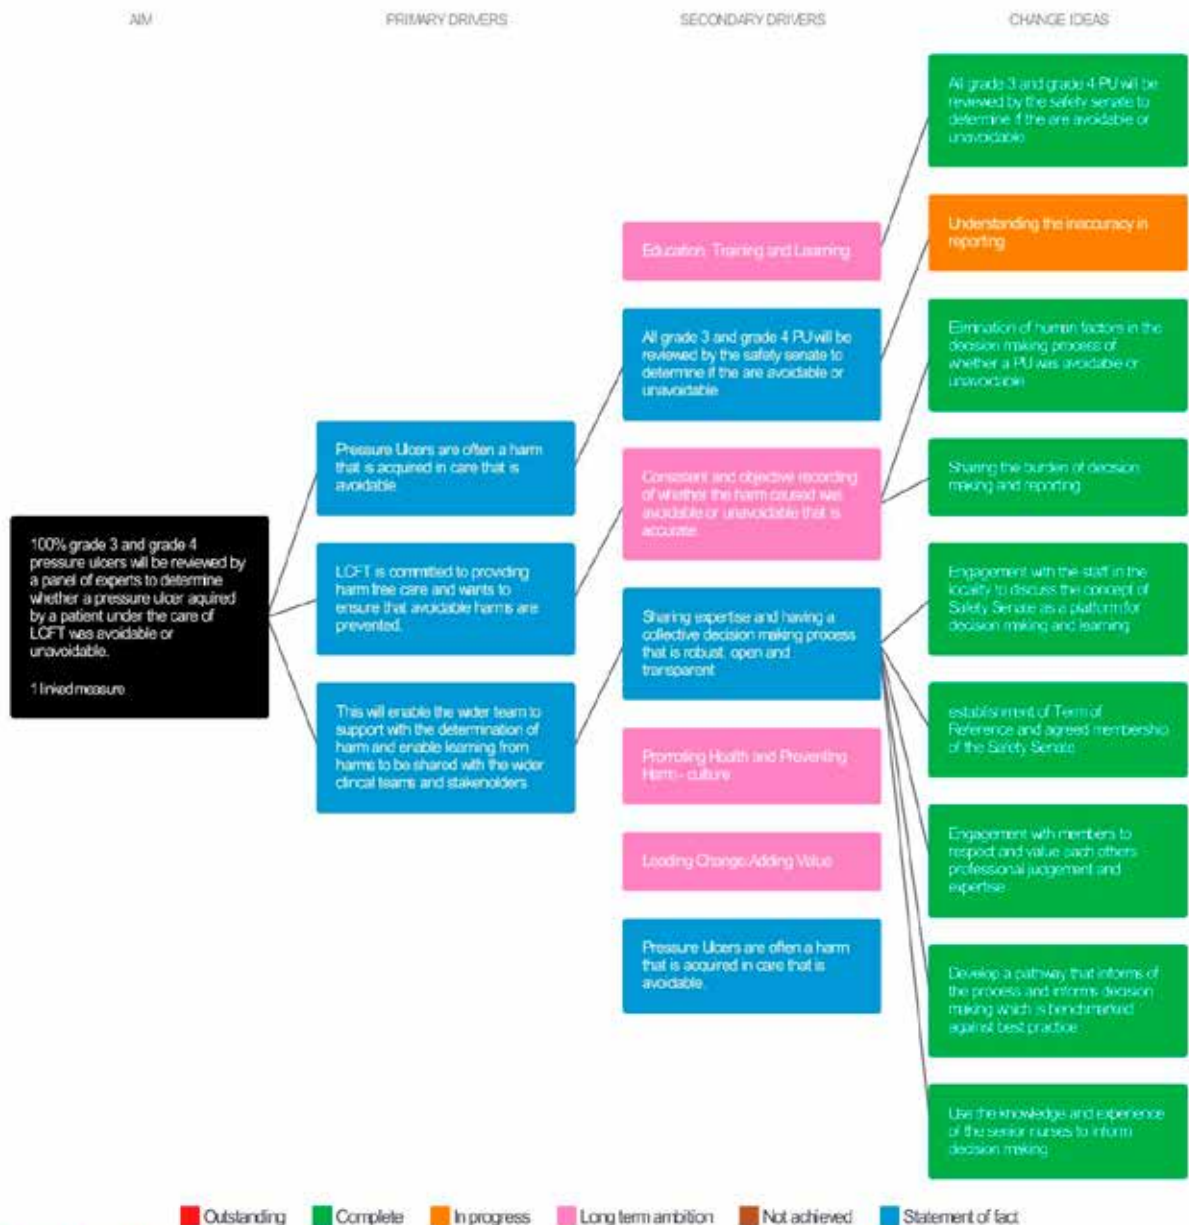 AIM
PRIMARY DRIVERS
SECONDARY DRIVERS
CHANGE IDEAS
100% grade 3 and grade 4
pressure ulcers will be reviewed by
a panel of experts to determine
whether a pressure ulcer aquired
by a patient under the care of
LCFT was avoidable or
unavoidable.
1 linked measure
Pressure Ulcers are often a harm
that is acquired in care that is
avoidable
LCFT is committed to providing
harm free care and wants to
ensure that avoidable harms are
prevented.
This will enable the wider team to
support with the determination of
harm and enable learning from
harms to be shared with the wider
clinical teams and stakeholders
Education, Training and Learning
All grade 3 and grade 4 PU will be
reviewed by the safety senate to
determine if the are avoidable or
unavoidable
Consistent and objective recording
of whether the harm caused was
avoidable or unavoidable that is
accurate.
Sharing expertise and having a
collective decision making process
that is robust, open and
transparent
Promoting Health and Preventing
Harm - culture
Leading Change Adding Value
Pressure Ulcers are often a harm
that is acquired in care that is
avoidable.
All grade 3 and grade 4 PU will be
reviewed by the safety senate to
determine if the are avoidable or
unavoidable
Understanding the inaccuracy in
reporting
Elimination of human factors in the
decision making process of
whether a PU was avoidable or
unavoidable
Sharing the burden of decision
making and reporting
Engagement with the staff in the
locality to discuss the concept of
Safety Senate as a platform for
decision making and learning
establishment of Term of
Reference and agreed membership
of the Safety Senate
Engagement with members to
respect and value each others
professional judgement and
expertise
Develop a pathway that informs of
the process and informs decision
making which is benchmarked
against best practice
Use the knowledge and experience
of the senior nurses to inform
decision making
Outstanding
Complete
In progress
Long term ambition
Not achieved
Statement of fact